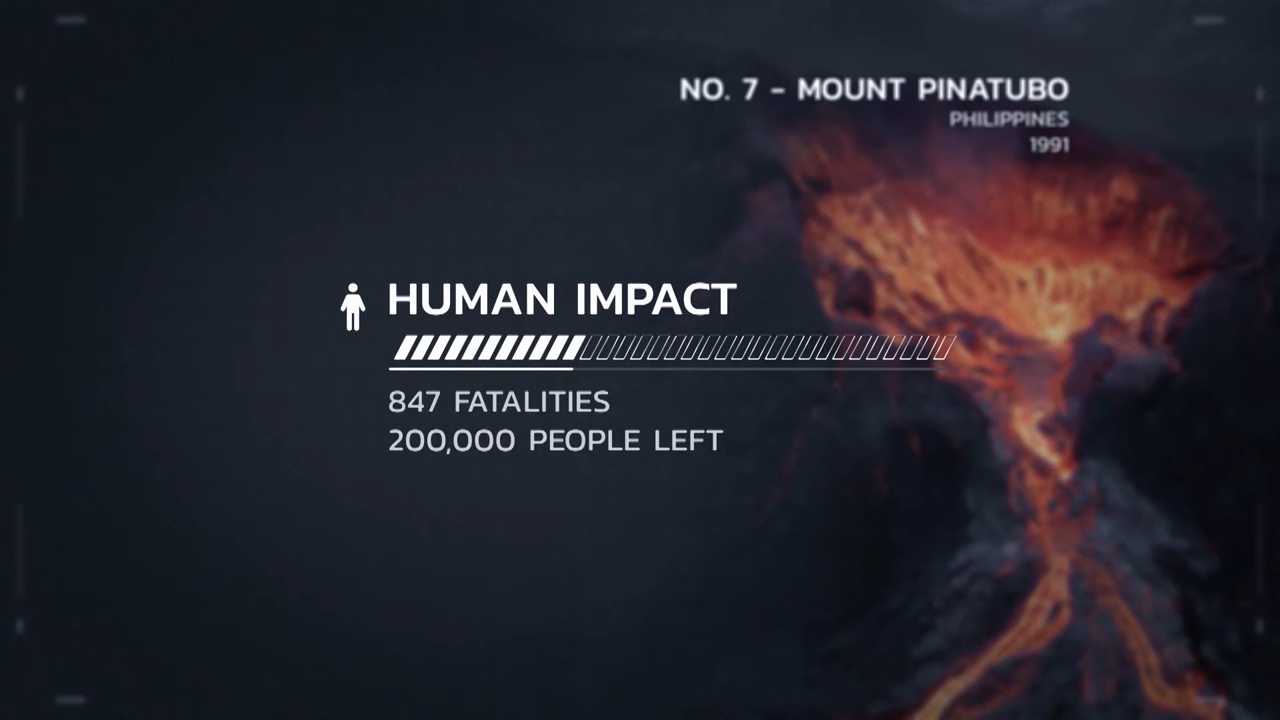 NO. 7 - MOUNT PINATUBO
PHILIPPINES
1991
HUMAN IMPACT
847 FATALITIES
200,000 PEOPLE LEFT